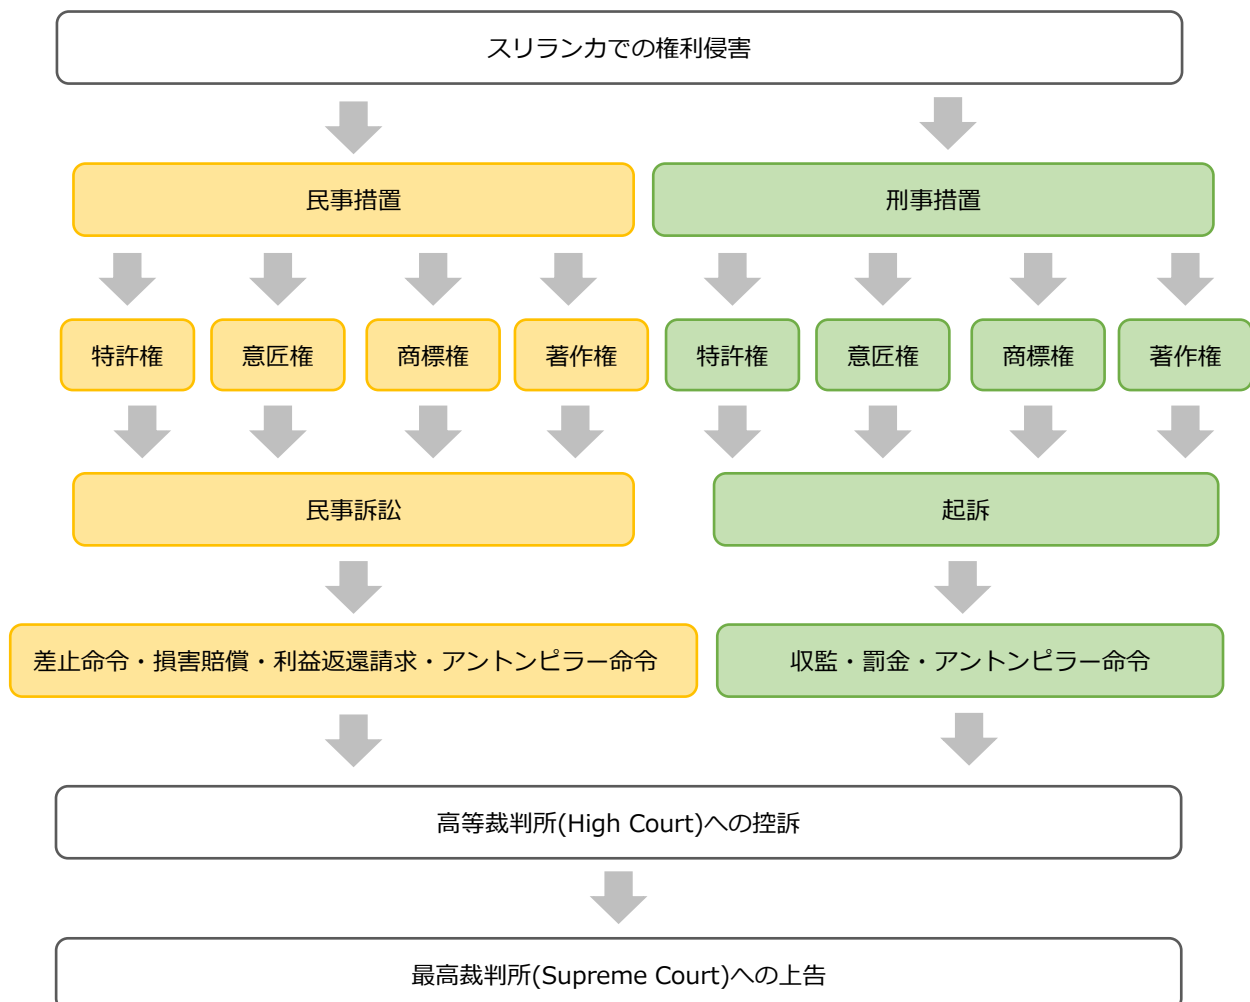 スリランカでの権利侵害
民事措置
刑事措置
特許権
意匠権
商標権
著作権
特許権
意匠権
商標権
著作権
民事訴訟
起訴
差止命令・損害賠償・利益返還請求・アントンピラー命令
収監・罰金・アントンピラー命令
高等裁判所(High Court)への控訴
最高裁判所(Supreme Court)への上告